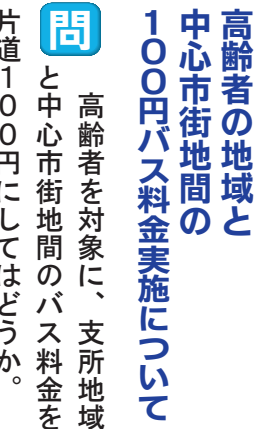 高齢者の地域と
中心市街地間の
１００円バス料金実施について
問
高齢者を対象に、支所地域
と中心市街地間のバス料金を
片道１００円にしてはどうか。